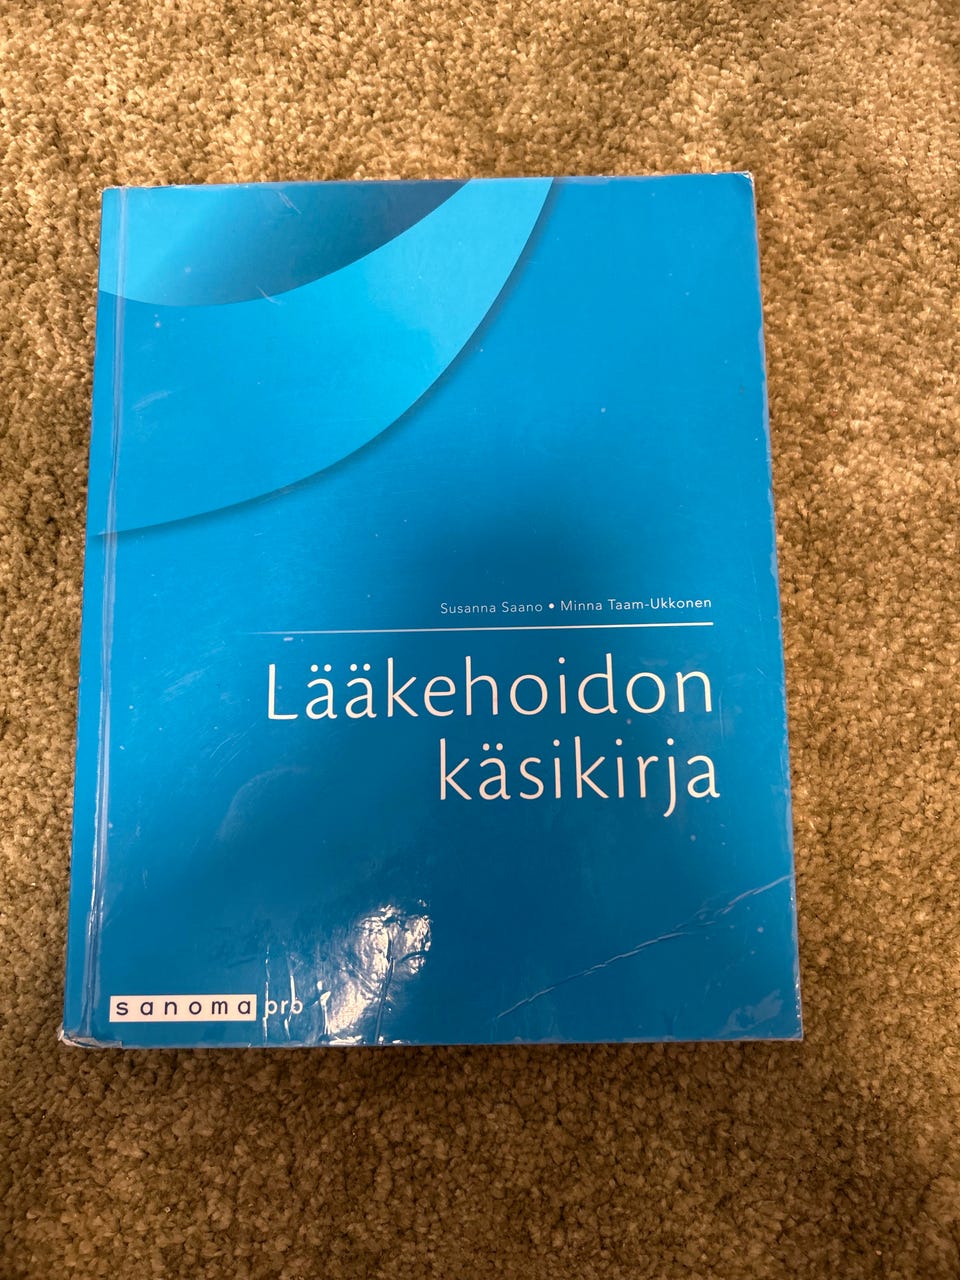 Susanna Saano • Minna Taam-Ukkonen
Lääkehoidon
käsikirja
sanoma pro